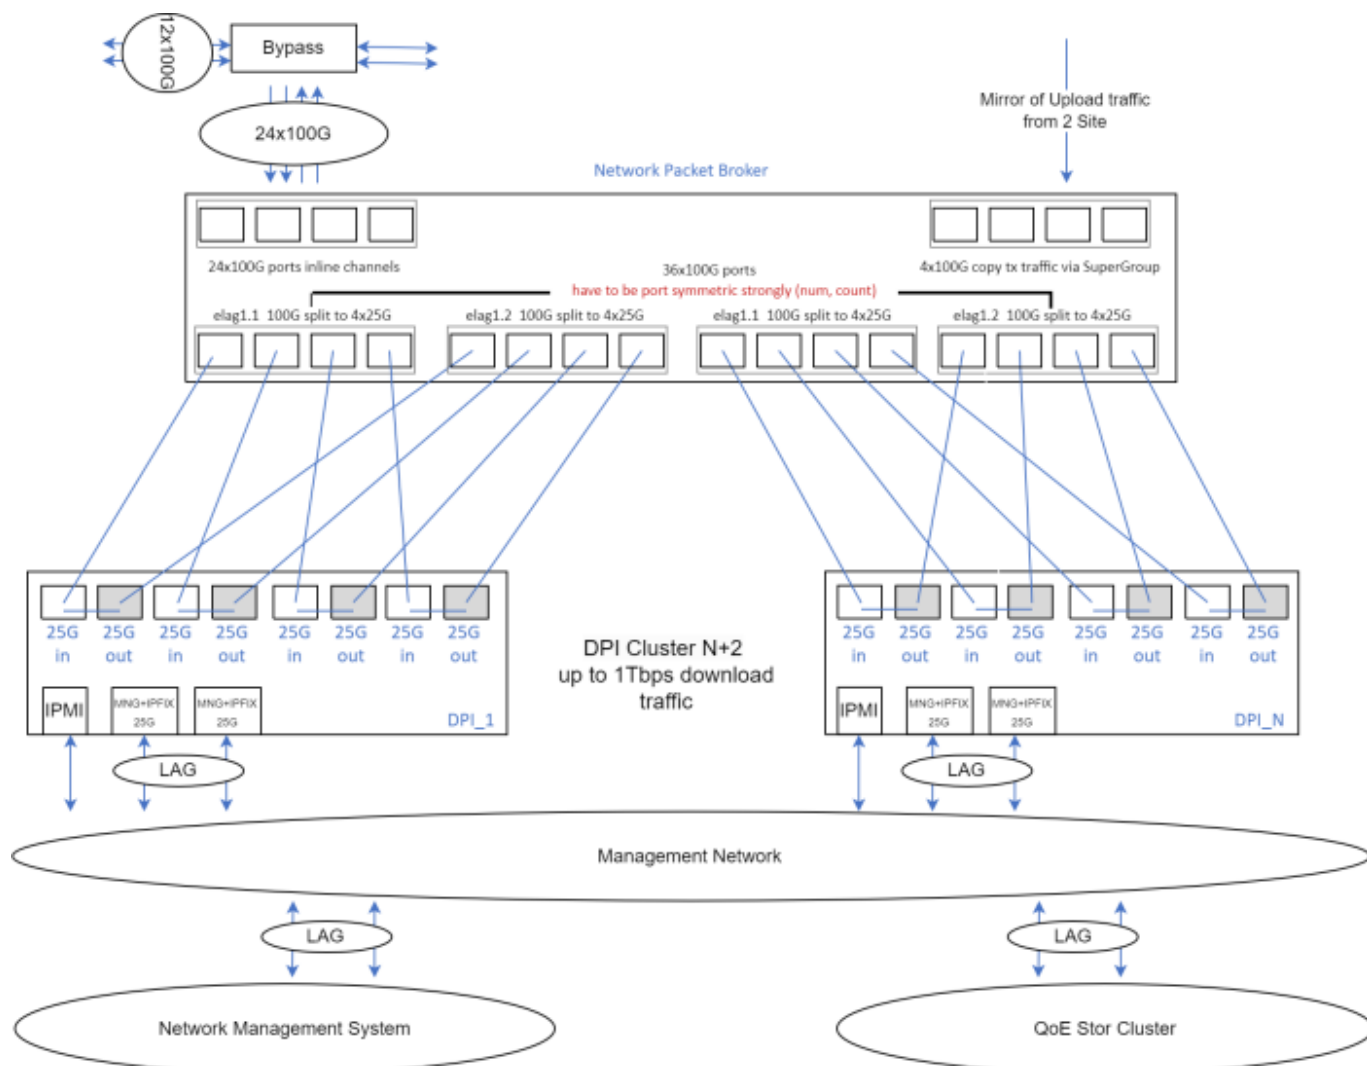 12x100G
Bypass
24x100G
Mirror of Upload traffic
from 2 Site
Network Packet Broker
24x100G ports inline channels
36x100G ports
4x100G copy tx traffic via SuperGroup
have to be port symmetric strongly (num, count)
elag1.1 100G split to 4x25G
elag1.2 100G split to 4x25G
elag1.1 100G split to 4x25G
elag1.2 100G split to 4x25G
25G 25G 25G 25G 25G 25G 25G 25G
in out in out in out in out
IPMI
MNG+IPFIX
25G
MNG+IPFIX
25G
DPI_1
DPI Cluster N+2
up to 1Tbps download
traffic
25G 25G 25G 25G 25G 25G 25G 25G
in out in out in out in out
IPMI
MNG+IPFIX
25G
MNG+IPFIX
25G
DPI_N
LAG
LAG
Management Network
LAG
LAG
Network Management System
QoE Stor Cluster